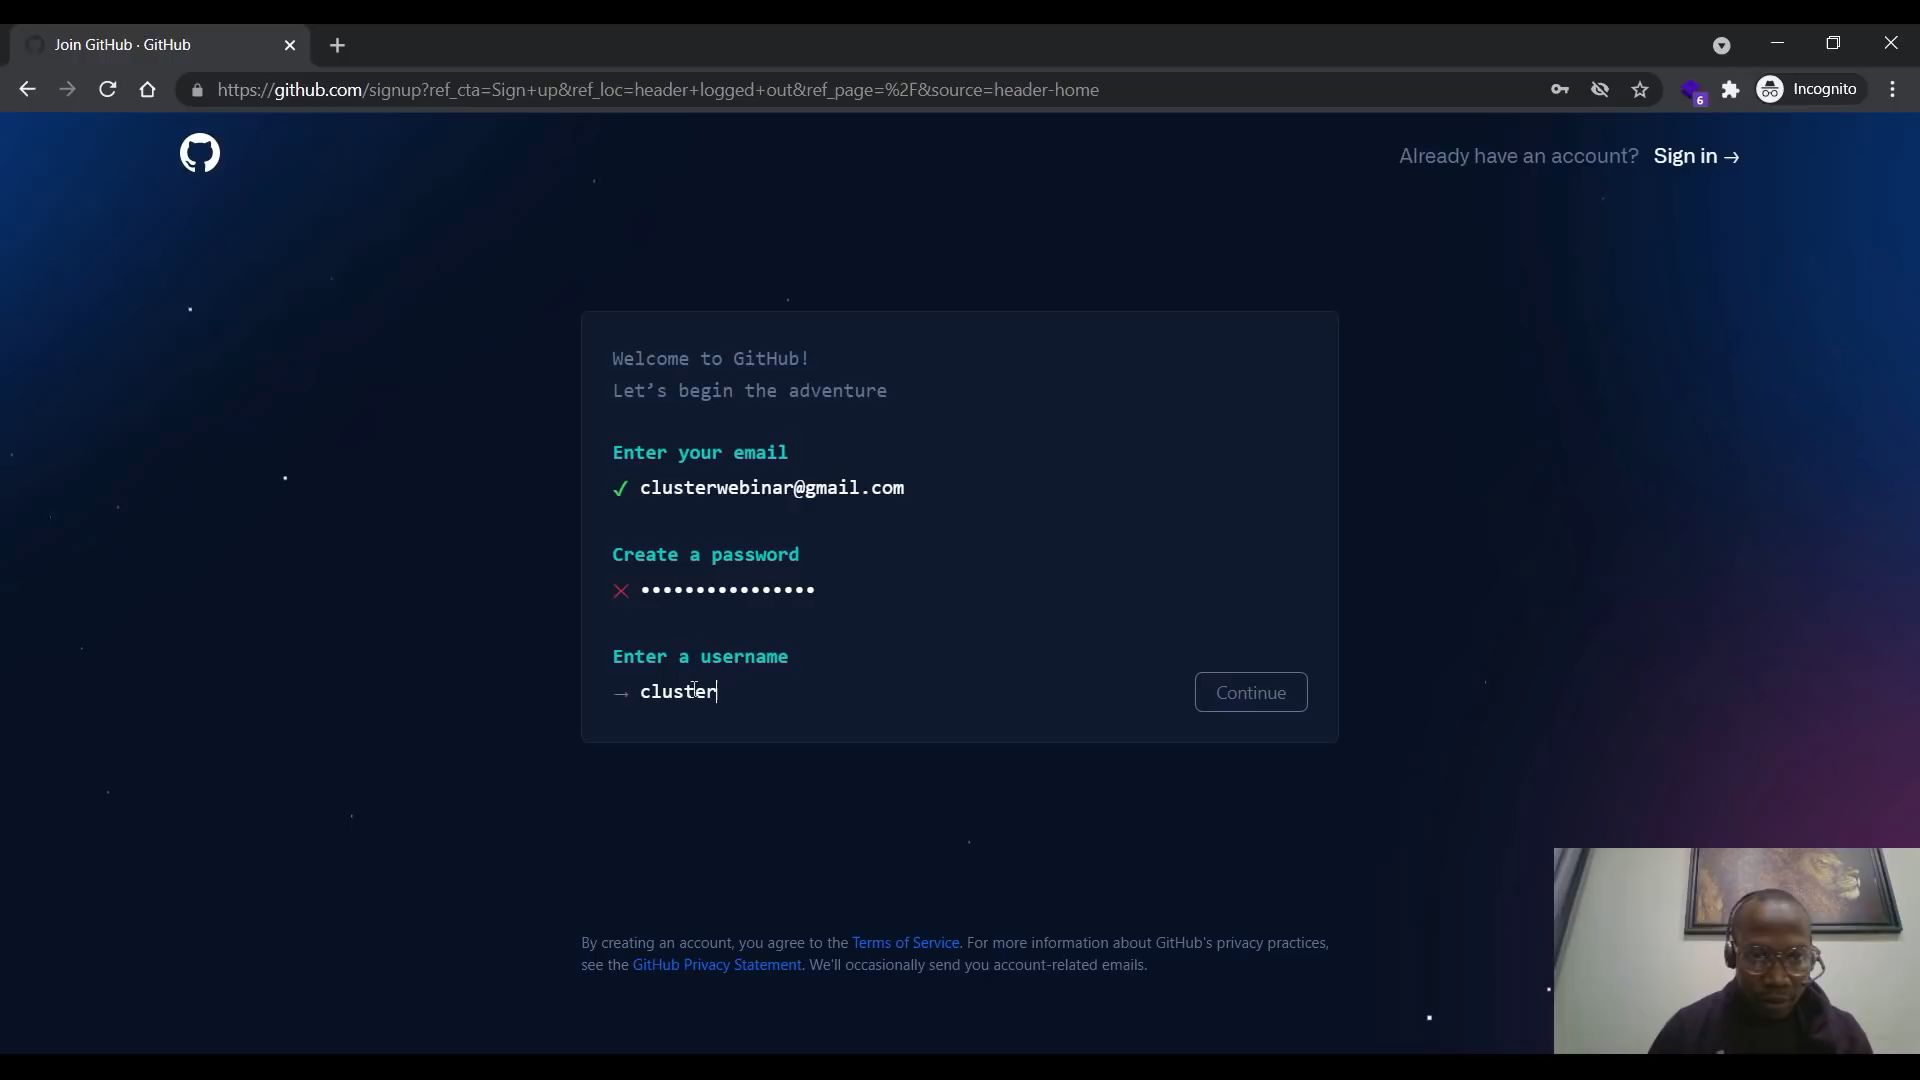 Join GitHub · GitHub
https://github.com/signup?ref_cta=Sign+up&ref_loc=header+logged+out&ref_page=%2F&source=header-home
6
Incognito
Already have an account? Sign in →
Welcome to GitHub!
Let’s begin the adventure
Enter your email
✓ clusterwebinar@gmail.com
Create a password
••••••••••••••••
Enter a username
→ cluster
Continue
By creating an account, you agree to the Terms of Service. For more information about GitHub's privacy practices,
see the GitHub Privacy Statement. We'll occasionally send you account-related emails.